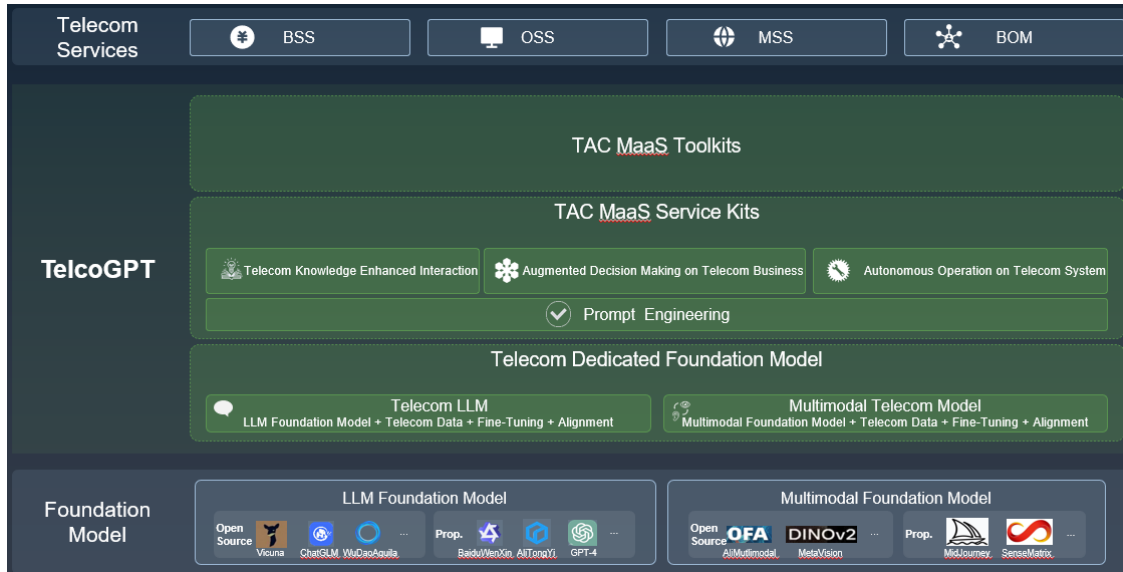 Telecom
Services
¥
BSS
OSS
MSS
BOM
TelcoGPT
TAC MaaS Toolkits
TAC MaaS Service Kits
Telecom Knowledge Enhanced Interaction
Augmented Decision Making on Telecom Business
Autonomous Operation on Telecom System
Prompt Engineering
Telecom Dedicated Foundation Model
Telecom LLM
LLM Foundation Model + Telecom Data + Fine-Tuning + Alignment
Multimodal Telecom Model
Multimodal Foundation Model + Telecom Data + Fine-Tuning + Alignment
Foundation
Model
LLM Foundation Model
Open
Source
Vicuna
ChatGLM
WuDaoAquila
...
Prop.
BaiduWenXin
AliTongYi
GPT-4
...
Multimodal Foundation Model
Open
Source
OFA
AliMutlimodal
DINOv2
MetaVision
...
Prop.
MidJourney
SenseMatrix
...